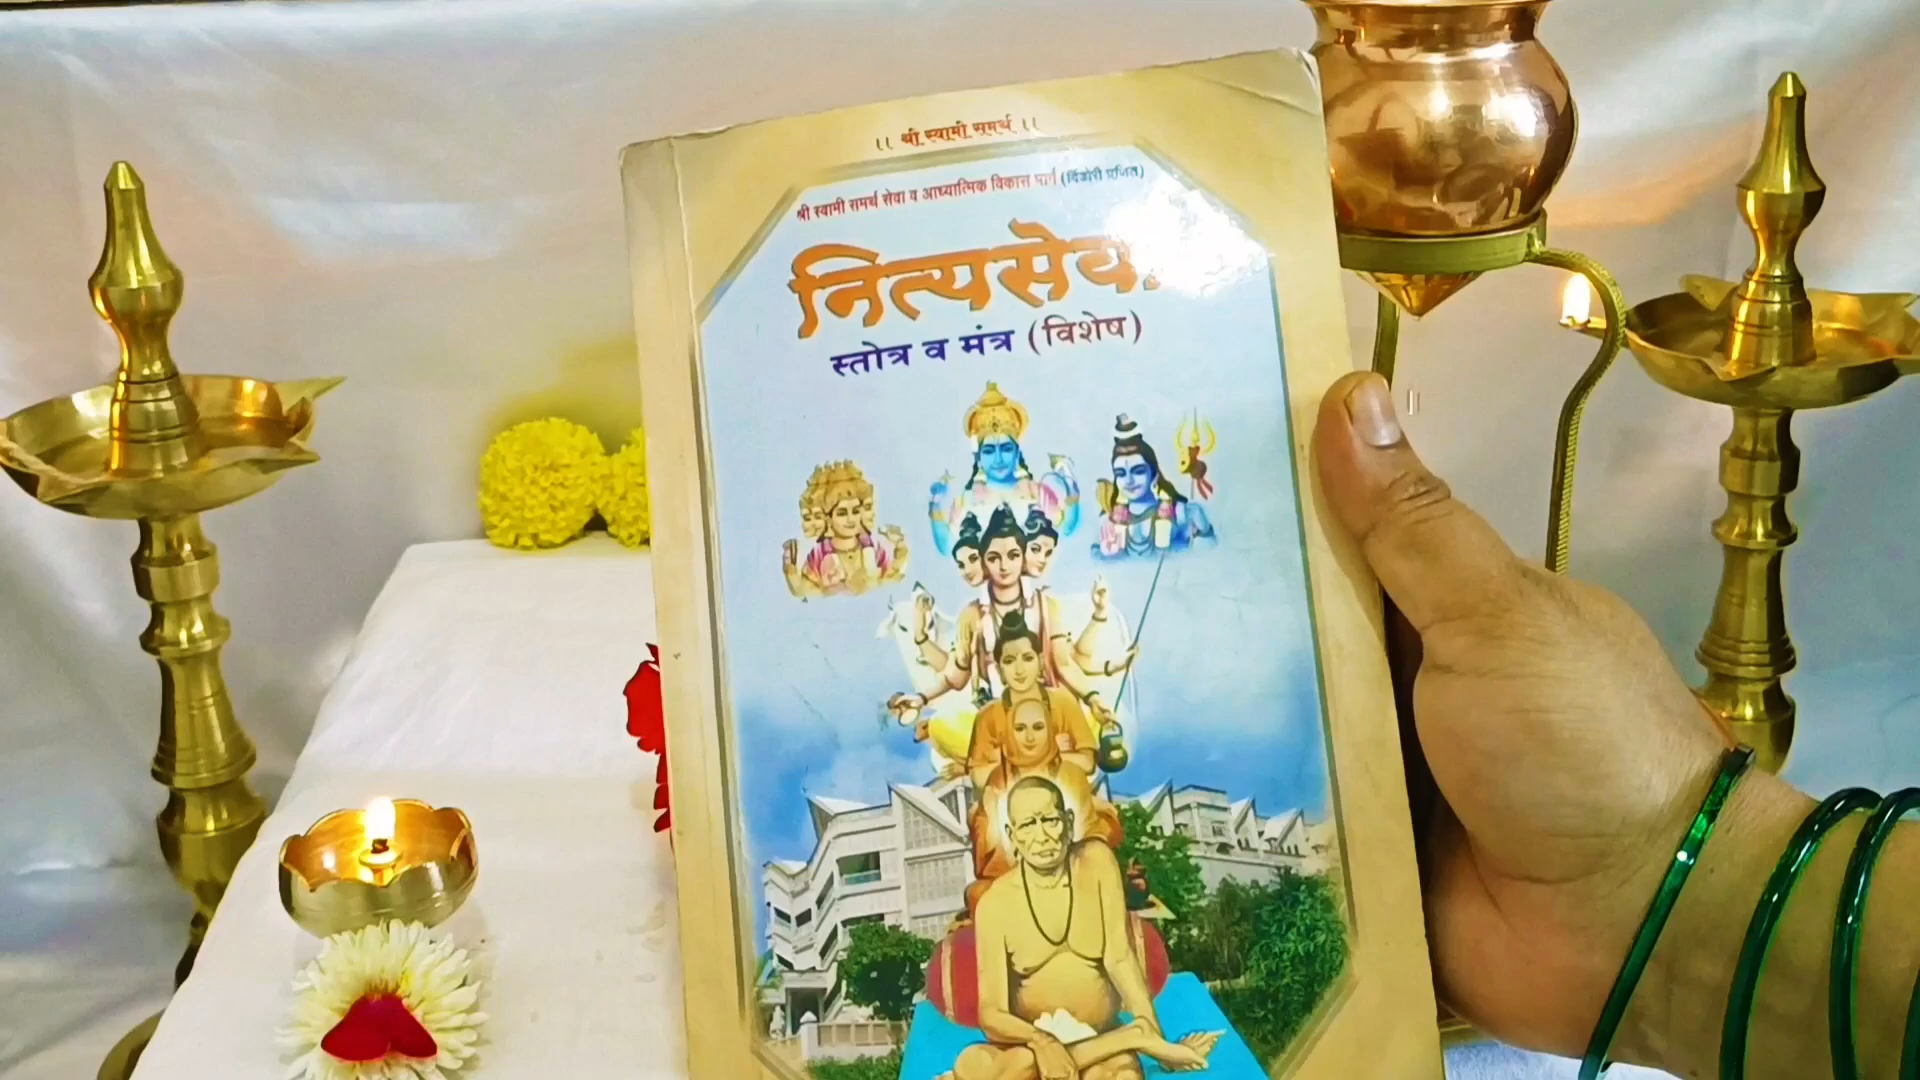 ।। श्री स्वामी समर्थ ।।
श्री स्वामी समर्थ सेवा व आध्यात्मिक विकास मार्ग (दिंडोरी प्रणित)
नित्यसेवा
स्तोत्र व मंत्र (विशेष)